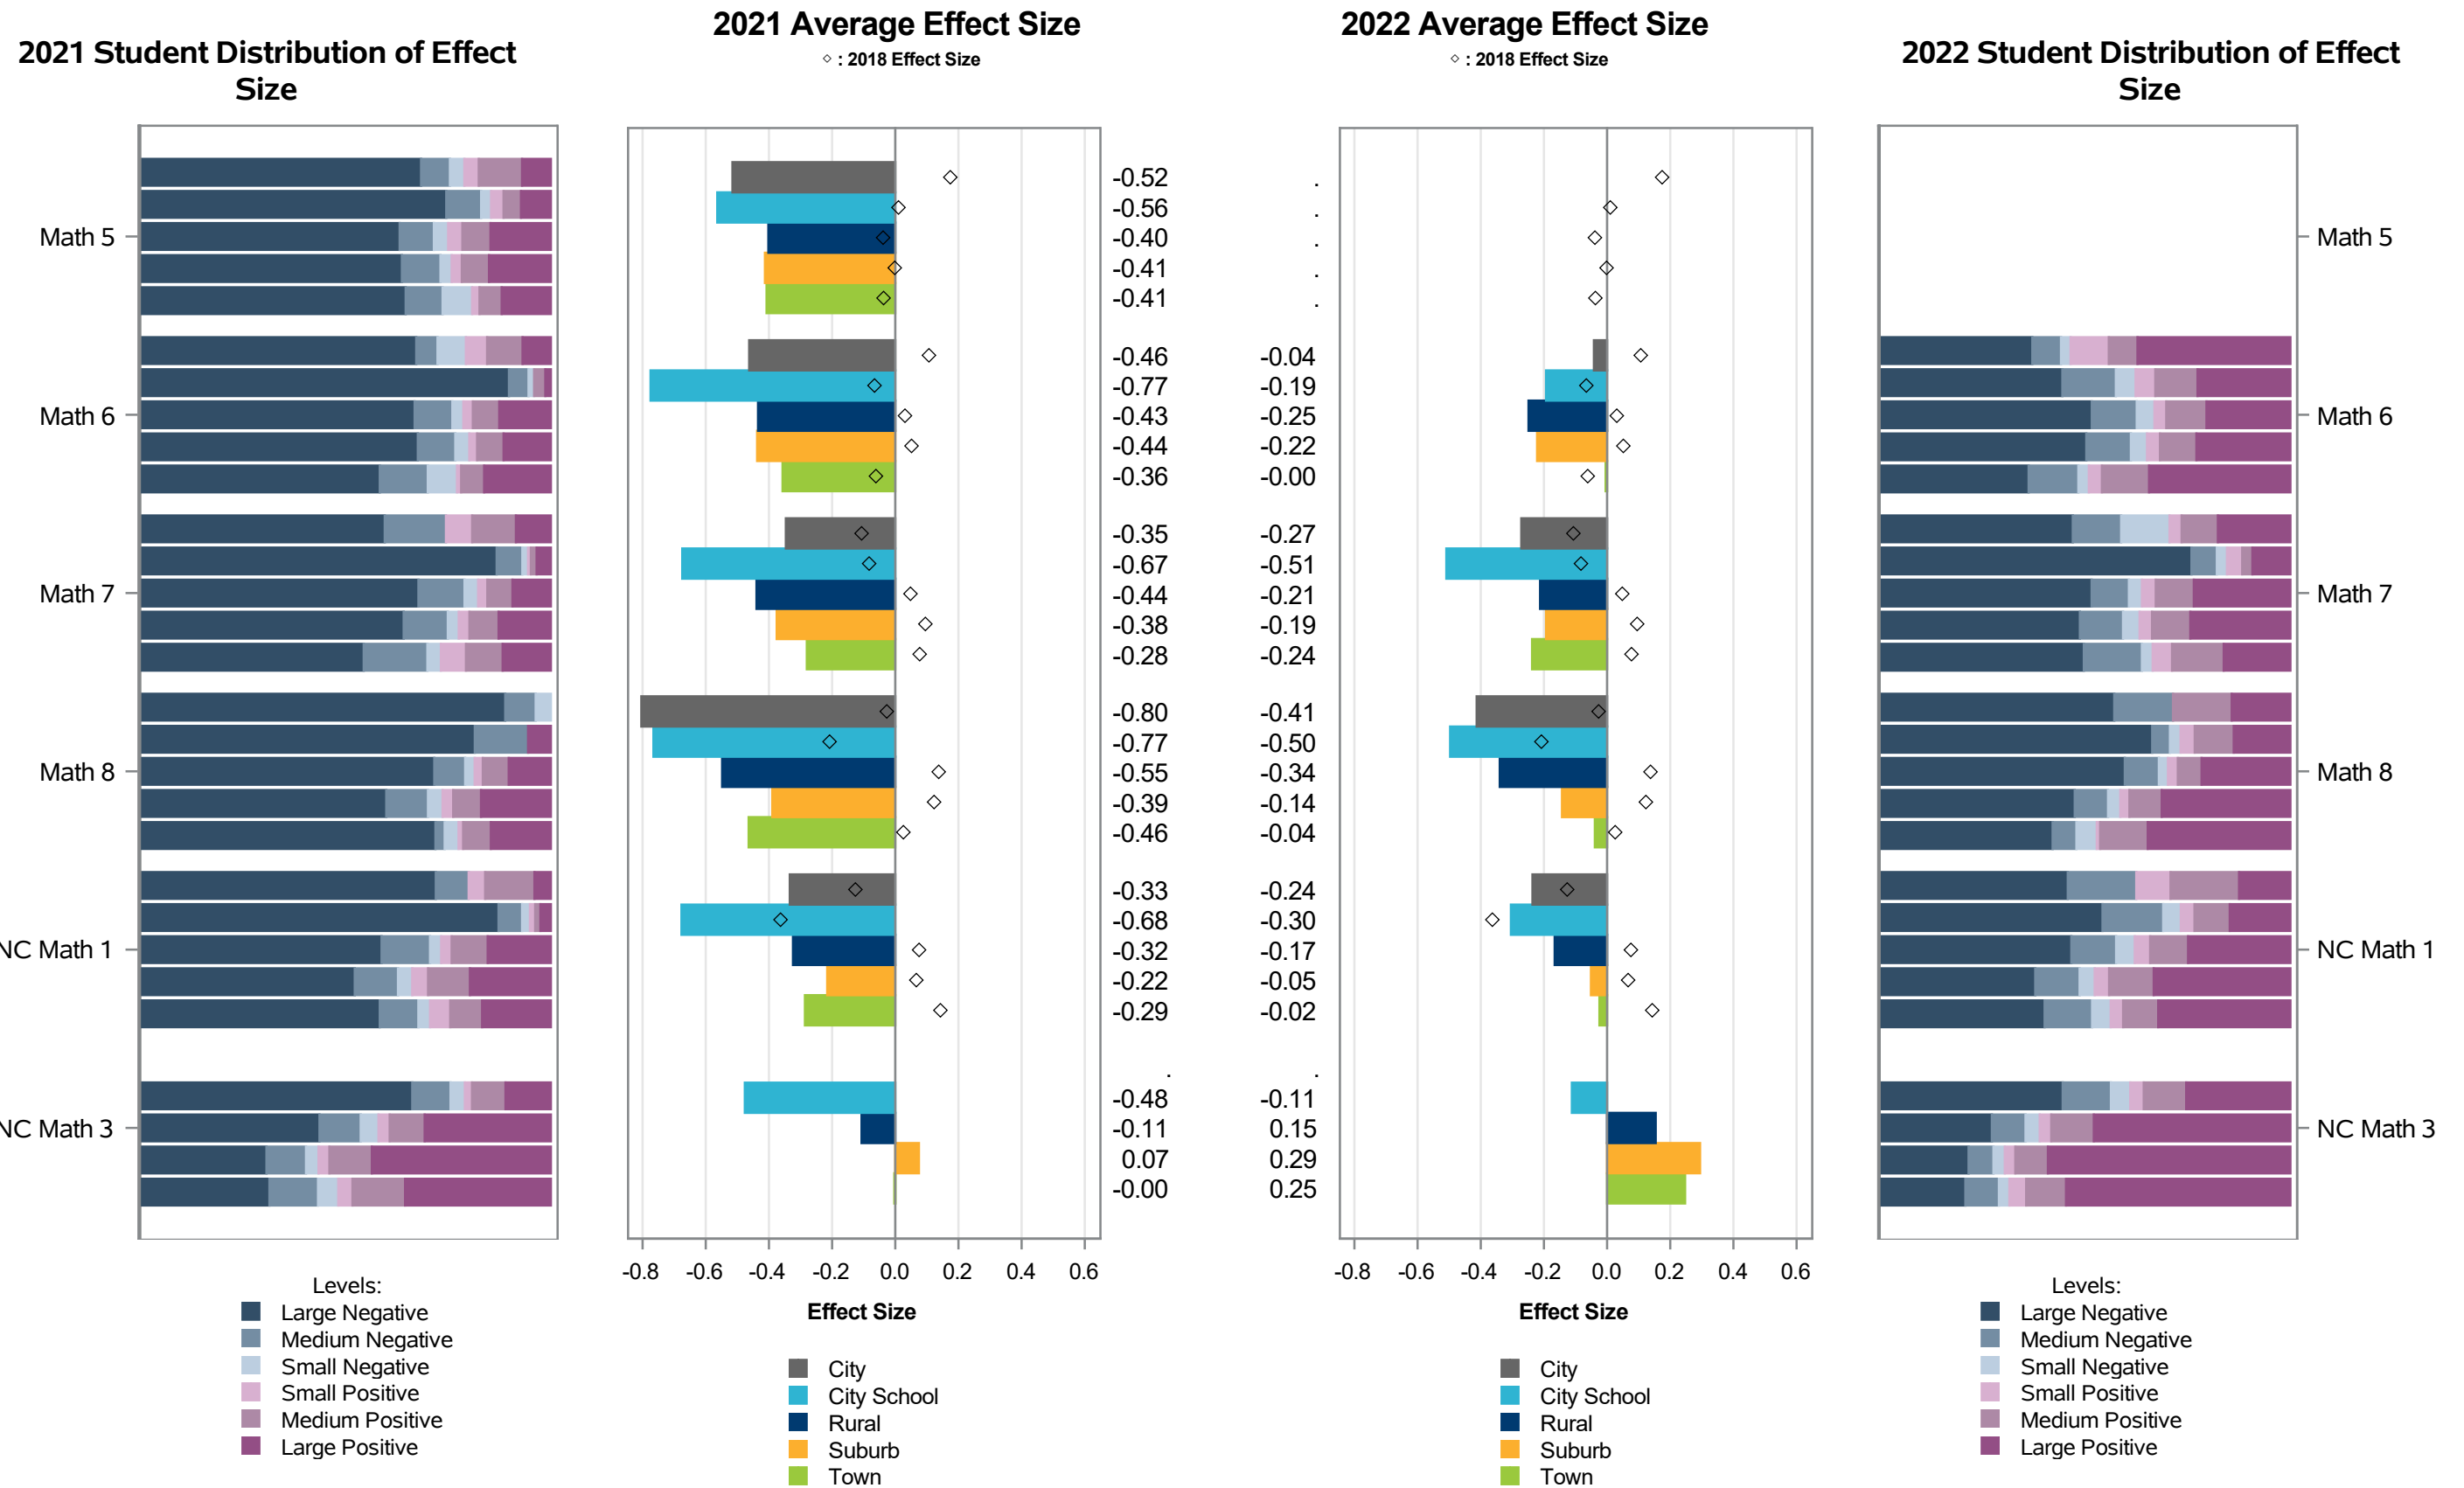 2021 Student Distribution of Effect
Size
2021 Average Effect Size
◇ : 2018 Effect Size
2022 Average Effect Size
◇ : 2018 Effect Size
2022 Student Distribution of Effect
Size
Math 5
Math 6
Math 7
Math 8
NC Math 1
NC Math 3
Levels:
Large Negative
Medium Negative
Small Negative
Small Positive
Medium Positive
Large Positive
-0.52
-0.56
-0.40
-0.41
-0.41
-0.46
-0.77
-0.43
-0.44
-0.36
-0.35
-0.67
-0.44
-0.38
-0.28
-0.80
-0.77
-0.55
-0.39
-0.46
-0.33
-0.68
-0.32
-0.22
-0.29
.
-0.48
-0.11
0.07
-0.00
-0.8 -0.6 -0.4 -0.2 0.0 0.2 0.4 0.6
Effect Size
City
City School
Rural
Suburb
Town
.
.
.
.
.
-0.04
-0.19
-0.25
-0.22
-0.00
-0.27
-0.51
-0.21
-0.19
-0.24
-0.41
-0.50
-0.34
-0.14
-0.04
-0.24
-0.30
-0.17
-0.05
-0.02
.
-0.11
0.15
0.29
0.25
-0.8 -0.6 -0.4 -0.2 0.0 0.2 0.4 0.6
Effect Size
City
City School
Rural
Suburb
Town
Math 5
Math 6
Math 7
Math 8
NC Math 1
NC Math 3
Levels:
Large Negative
Medium Negative
Small Negative
Small Positive
Medium Positive
Large Positive